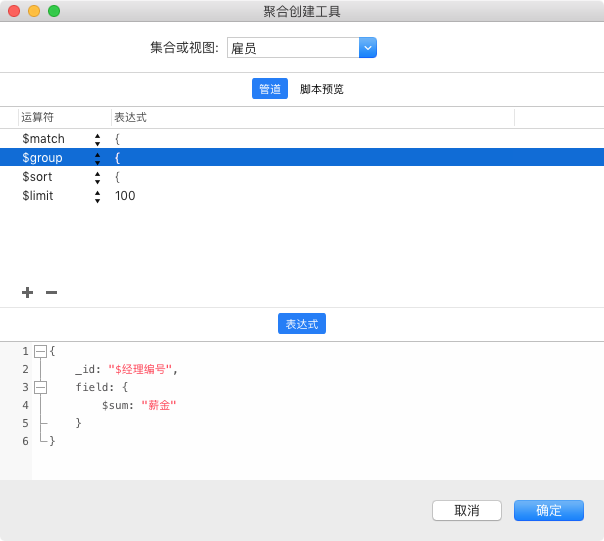 聚合创建工具
集合或视图: 雇员
管道 脚本预览
运算符 表达式
$match {
$group {
$sort {
$limit 100
表达式
1 {
2 _id: "$经理编号",
3 field: {
4 $sum: "薪金"
5 }
6 }
取消 确定